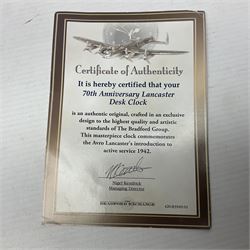 Certificate of Authenticity
It is hereby certified that your
70th Anniversary Lancaster
Desk Clock
is an authentic original, crafted in an exclusive
design to the highest quality and artistic
standards of The Bradford Group.
This masterpiece clock commemorates
the Avro Lancaster's introduction to
active service 1942.
Nigel Kendrick
Managing Director
THE BRADFORD EXCHANGE